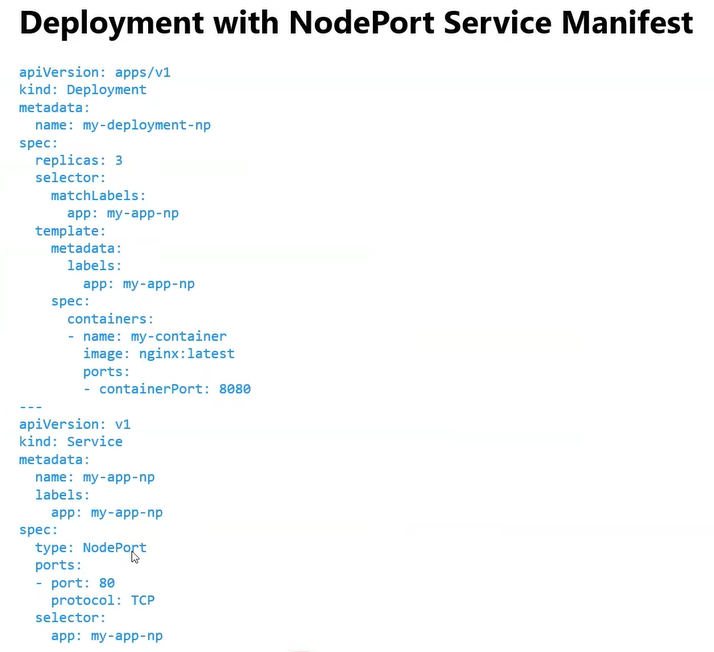 Deployment with NodePort Service Manifest
apiVersion: apps/v1
kind: Deployment
metadata:
  name: my-deployment-np
spec:
  replicas: 3
  selector:
    matchLabels:
      app: my-app-np
  template:
    metadata:
      labels:
        app: my-app-np
    spec:
      containers:
      - name: my-container
        image: nginx:latest
        ports:
        - containerPort: 8080
---
apiVersion: v1
kind: Service
metadata:
  name: my-app-np
  labels:
    app: my-app-np
spec:
  type: NodePort
  ports:
  - port: 80
    protocol: TCP
  selector:
    app: my-app-np